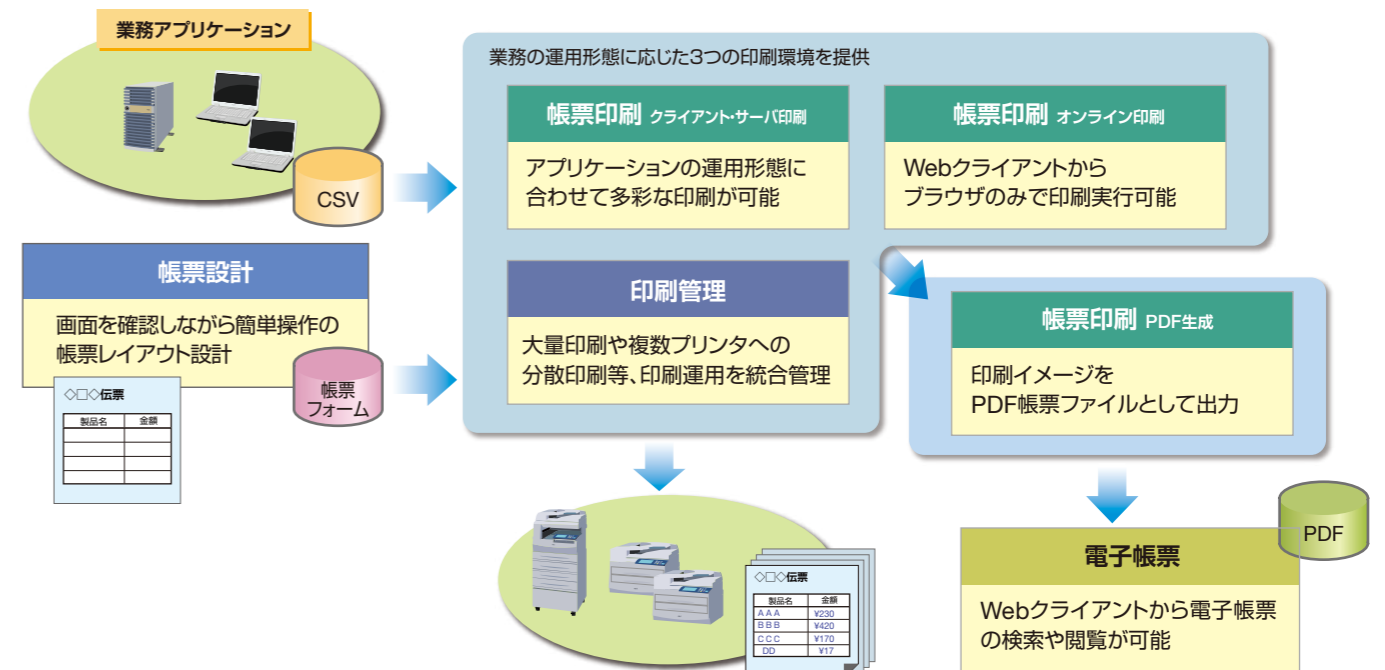 業務アプリケーション
CSV
帳票設計
画面を確認しながら簡単操作の
帳票レイアウト設計
帳票
フォーム
◇□◇伝票
製品名 金額
業務の運用形態に応じた3つの印刷環境を提供
帳票印刷 クライアント・サーバ印刷
アプリケーションの運用形態に
合わせて多彩な印刷が可能
帳票印刷 オンライン印刷
Webクライアントから
ブラウザのみで印刷実行可能
印刷管理
大量印刷や複数プリンタへの
分散印刷等、印刷運用を統合管理
帳票印刷 PDF生成
印刷イメージを
PDF帳票ファイルとして出力
◇□◇伝票
製品名 金額
AAA ¥230
BBB ¥420
CCC ¥170
DD ¥17
PDF
電子帳票
Webクライアントから電子帳票
の検索や閲覧が可能